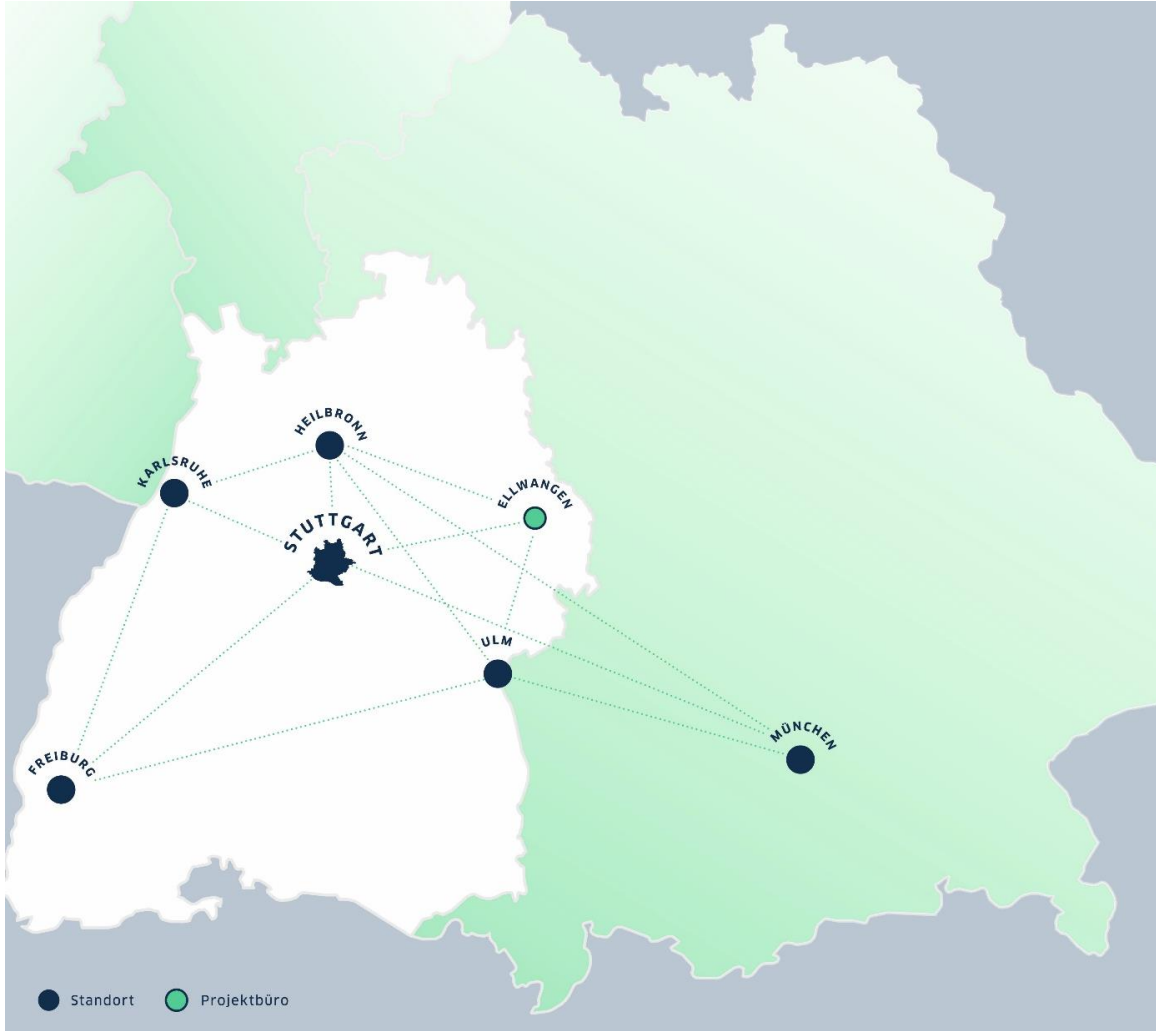 HEILBRONN
KARLSRUHE
ELLWANGEN
STUTTGART
ULM
MÜNCHEN
FREIBURG
Standort
Projektbüro